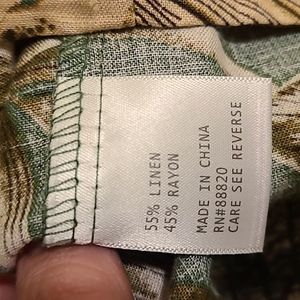 55% LINEN
45% RAYON
MADE IN CHINA
RN#88820
CARE SEE REVERSE